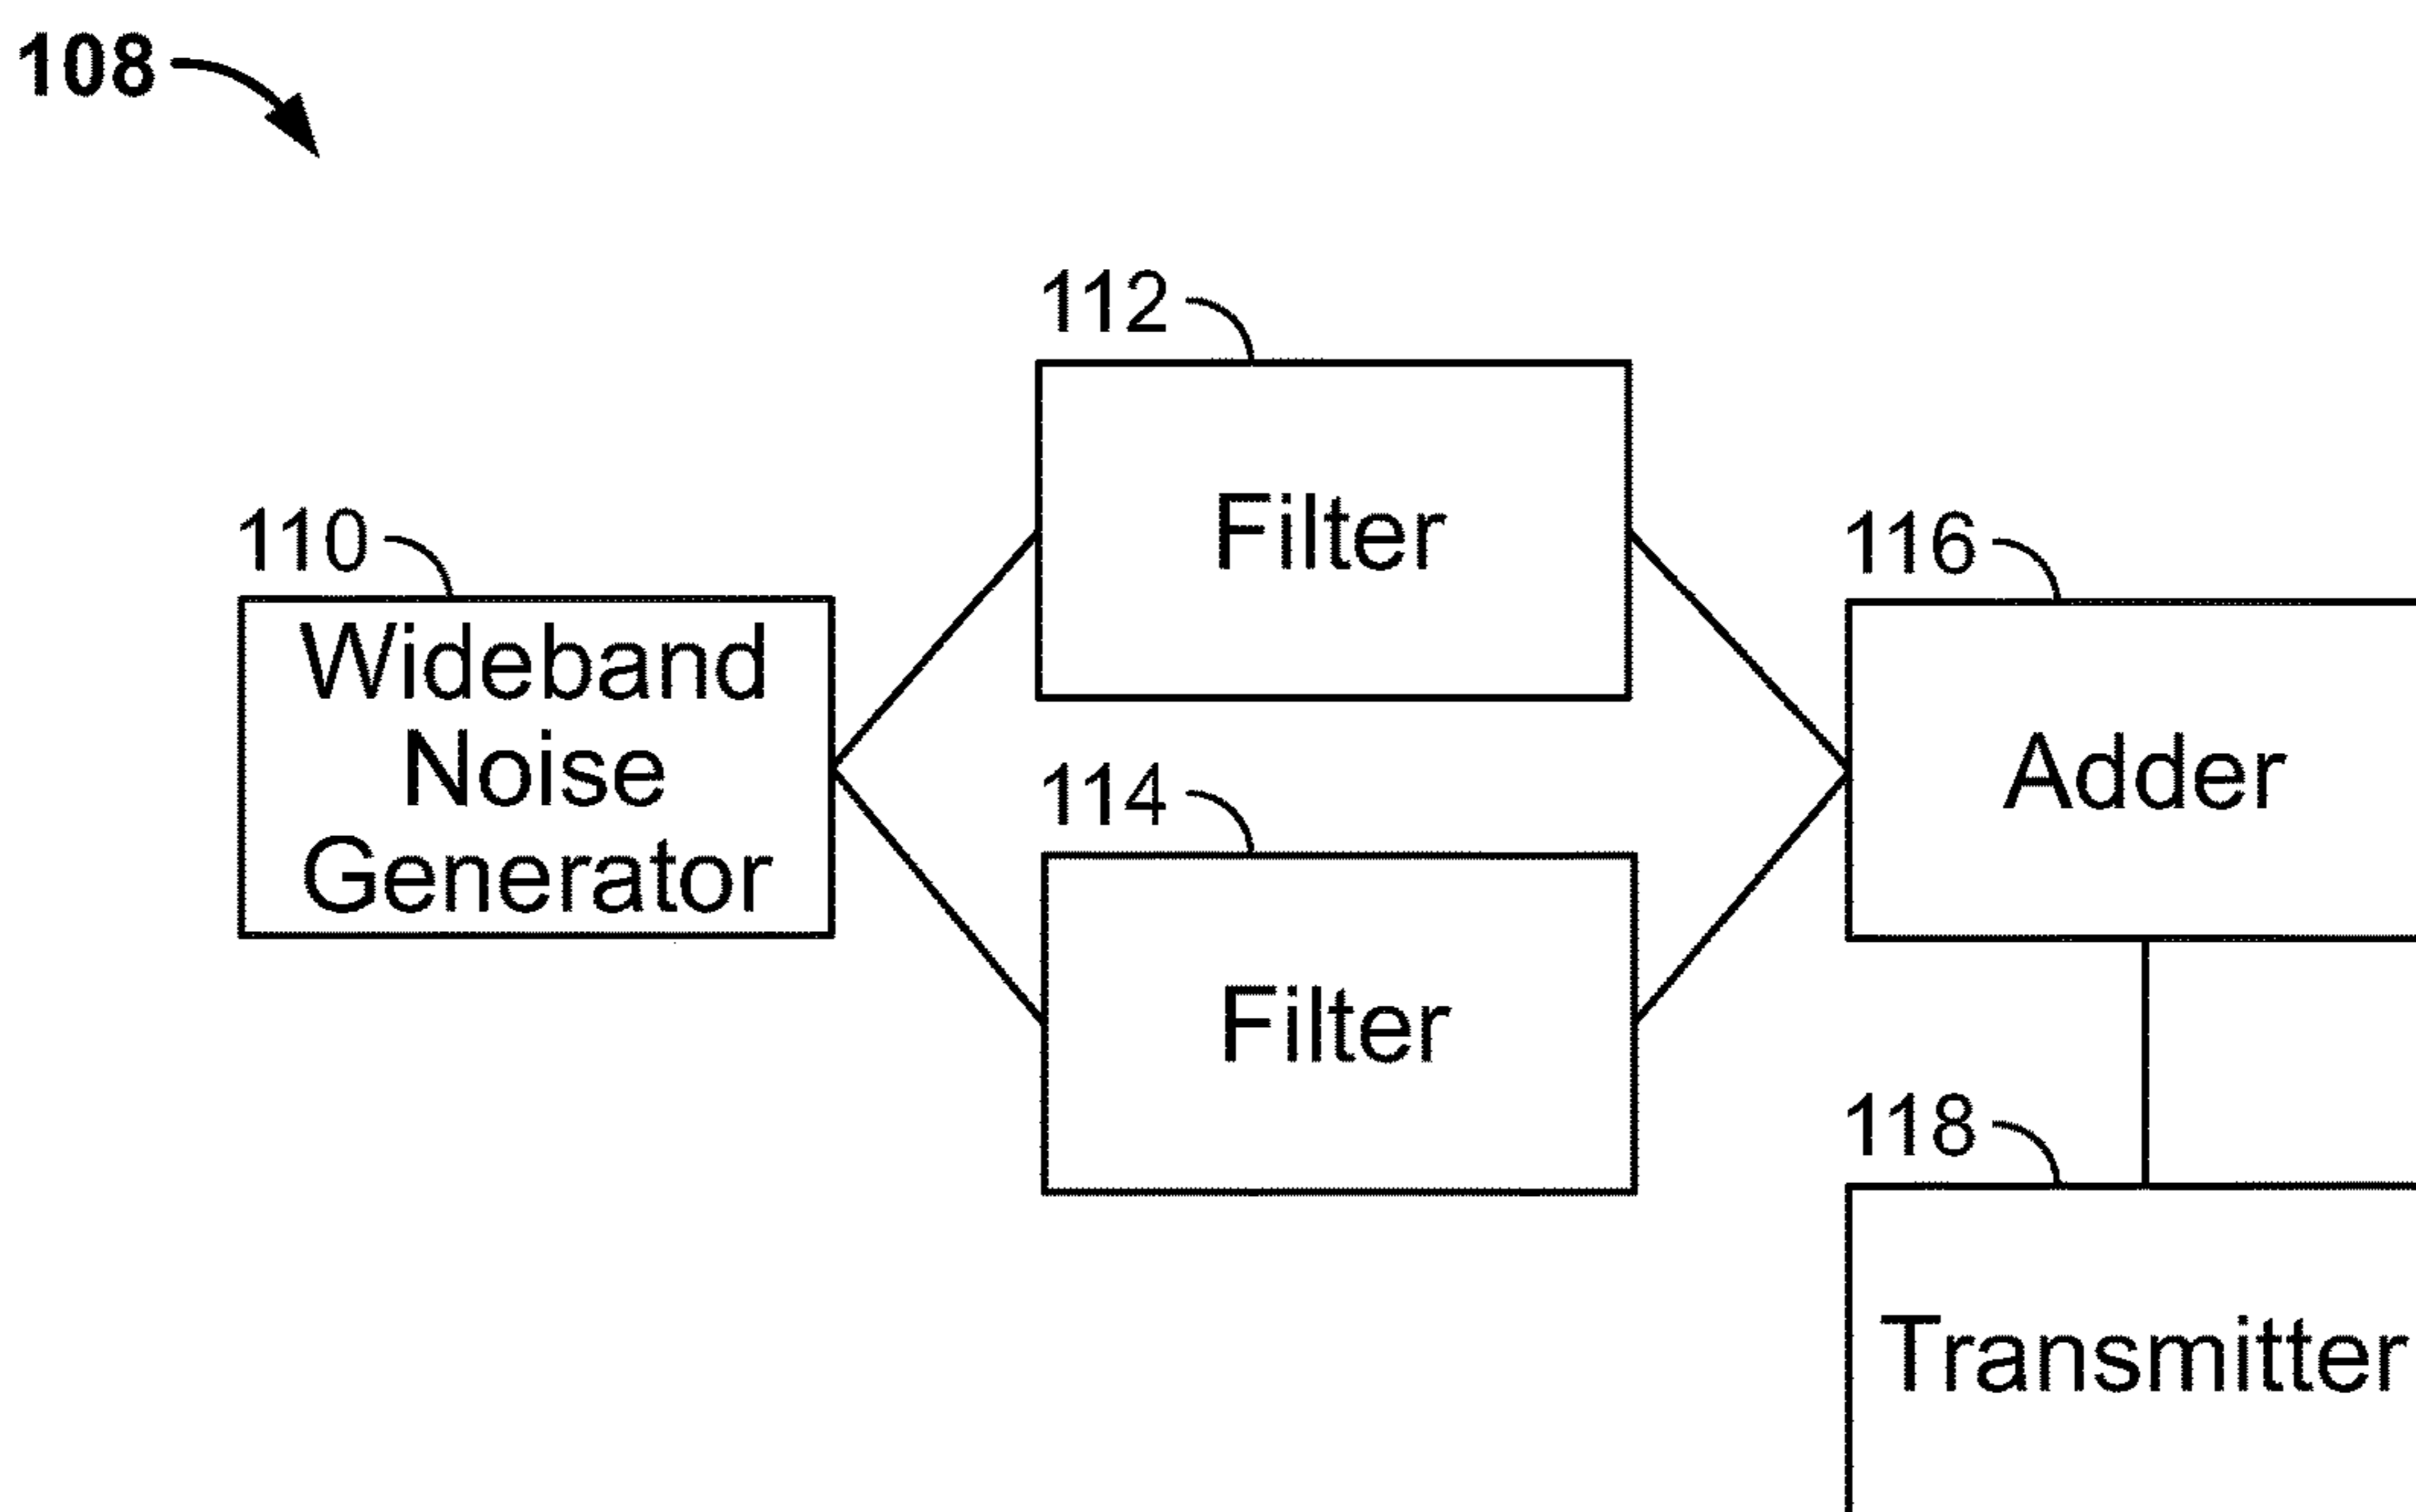 108
112
Filter
110
Wideband
Noise
Generator
116
Adder
114
Filter
118
Transmitter